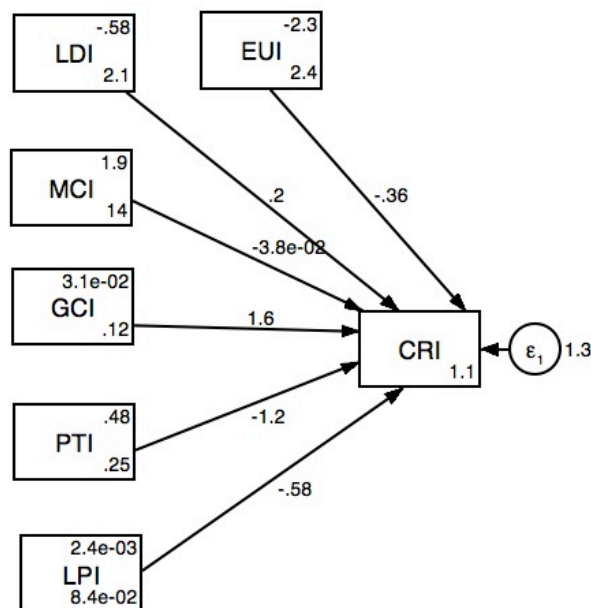 -.58
LDI
2.1
-2.3
EUI
2.4
1.9
MCI
14
.2
-.36
-3.8e-02
3.1e-02
GCI
.12
1.6
CRI
1.1
ε1
1.3
.48
PTI
.25
-1.2
-.58
2.4e-03
LPI
8.4e-02